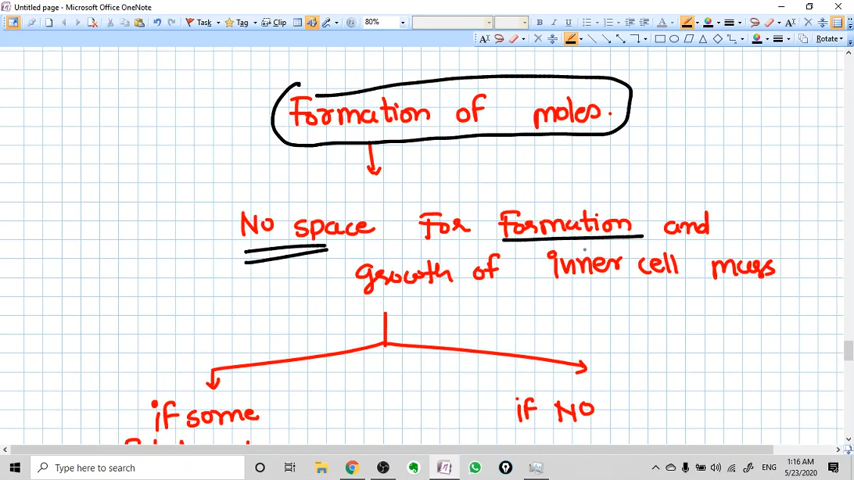 Untitled page - Microsoft Office OneNote
Task Tag Clip 80%
Rotate
Formation of moles.
No space For Formation and
growth of inner cell mass
if some
if NO
Type here to search
ENG
1:16 AM
5/23/2020